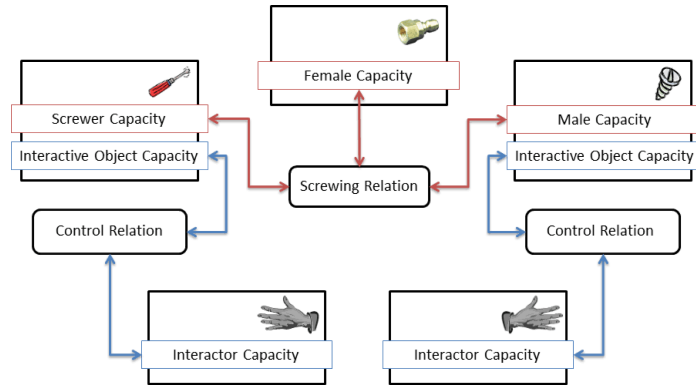 Female Capacity
Screwer Capacity
Male Capacity
Interactive Object Capacity
Interactive Object Capacity
Screwing Relation
Control Relation
Control Relation
Interactor Capacity
Interactor Capacity